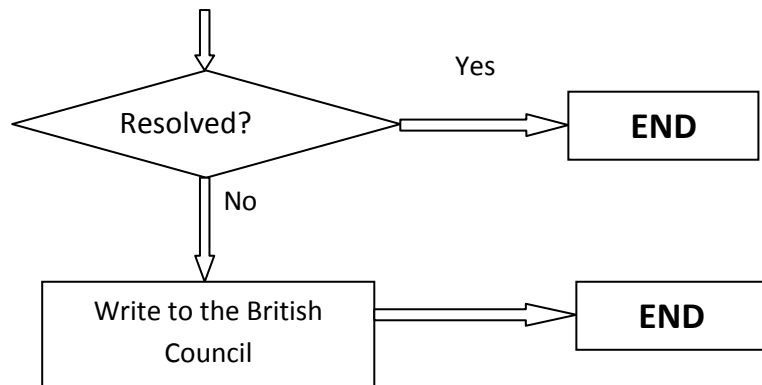 Yes
Resolved?
END
No
Write to the British
Council
END